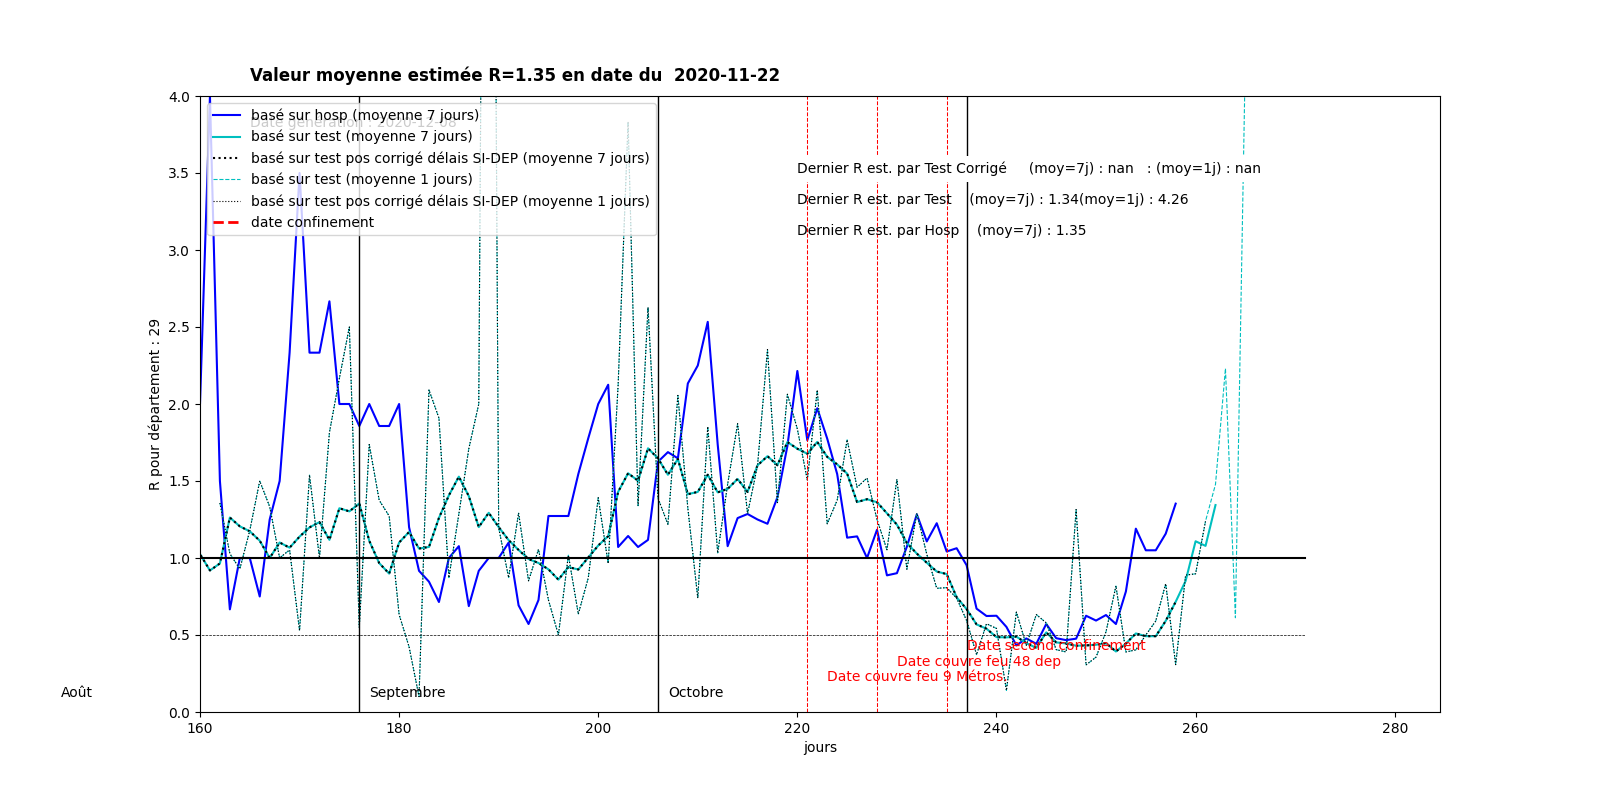 Valeur moyenne estimée R=1.35 en date du  2020-11-22
basé sur hosp (moyenne 7 jours)
Date génération : 2020-12-08
basé sur test (moyenne 7 jours)
basé sur test pos corrigé délais SI-DEP (moyenne 7 jours)
basé sur test (moyenne 1 jours)
basé sur test pos corrigé délais SI-DEP (moyenne 1 jours)
date confinement
Dernier R est. par Test Corrigé     (moy=7j) : nan   : (moy=1j) : nan
Dernier R est. par Test    (moy=7j) : 1.34(moy=1j) : 4.26
Dernier R est. par Hosp    (moy=7j) : 1.35
R pour département : 29
4.0
3.5
3.0
2.5
2.0
1.5
1.0
0.5
0.0
Date second confinement
Date couvre feu 48 dep
Date couvre feu 9 Métros
Août
Septembre
Octobre
160 180 200 220 240 260 280
jours